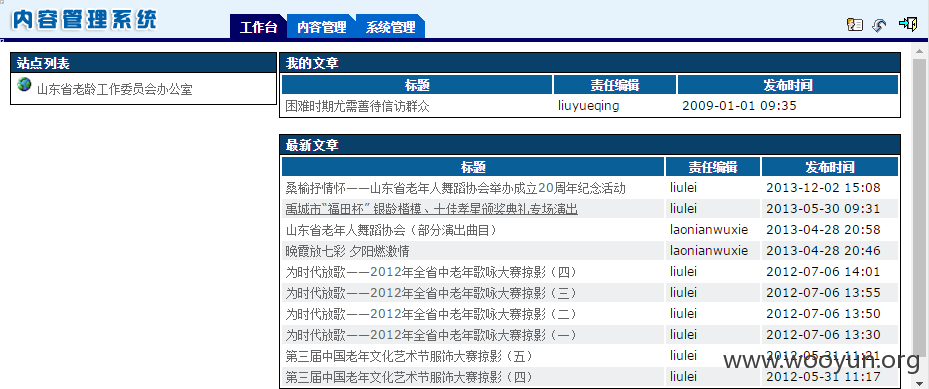 内容管理系统
工作台 内容管理 系统管理
站点列表
山东省老龄工作委员会办公室
我的文章
标题 责任编辑 发布时间
困难时期尤需善待信访群众 liuyueqing 2009-01-01 09:35
最新文章
标题 责任编辑 发布时间
桑榆抒情怀——山东省老年人舞蹈协会举办成立20周年纪念活动 liulei 2013-12-02 15:08
禹城市“福田杯” 银龄楷模、十佳孝星颁奖典礼专场演出 liulei 2013-05-30 09:31
山东省老年人舞蹈协会（部分演出曲目） laonianwuxie 2013-04-28 20:58
晚霞放七彩 夕阳燃激情 laonianwuxie 2013-04-28 20:46
为时代放歌——2012年全省中老年歌咏大赛掠影（四） liulei 2012-07-06 14:01
为时代放歌——2012年全省中老年歌咏大赛掠影（三） liulei 2012-07-06 13:55
为时代放歌——2012年全省中老年歌咏大赛掠影（二） liulei 2012-07-06 13:50
为时代放歌——2012年全省中老年歌咏大赛掠影（一） liulei 2012-07-06 13:30
第三届中国老年文化艺术节服饰大赛掠影（五） liulei 2012-05-31 11:21
第三届中国老年文化艺术节服饰大赛掠影（四） liulei 2012-05-31 11:17
www.wooyun.org